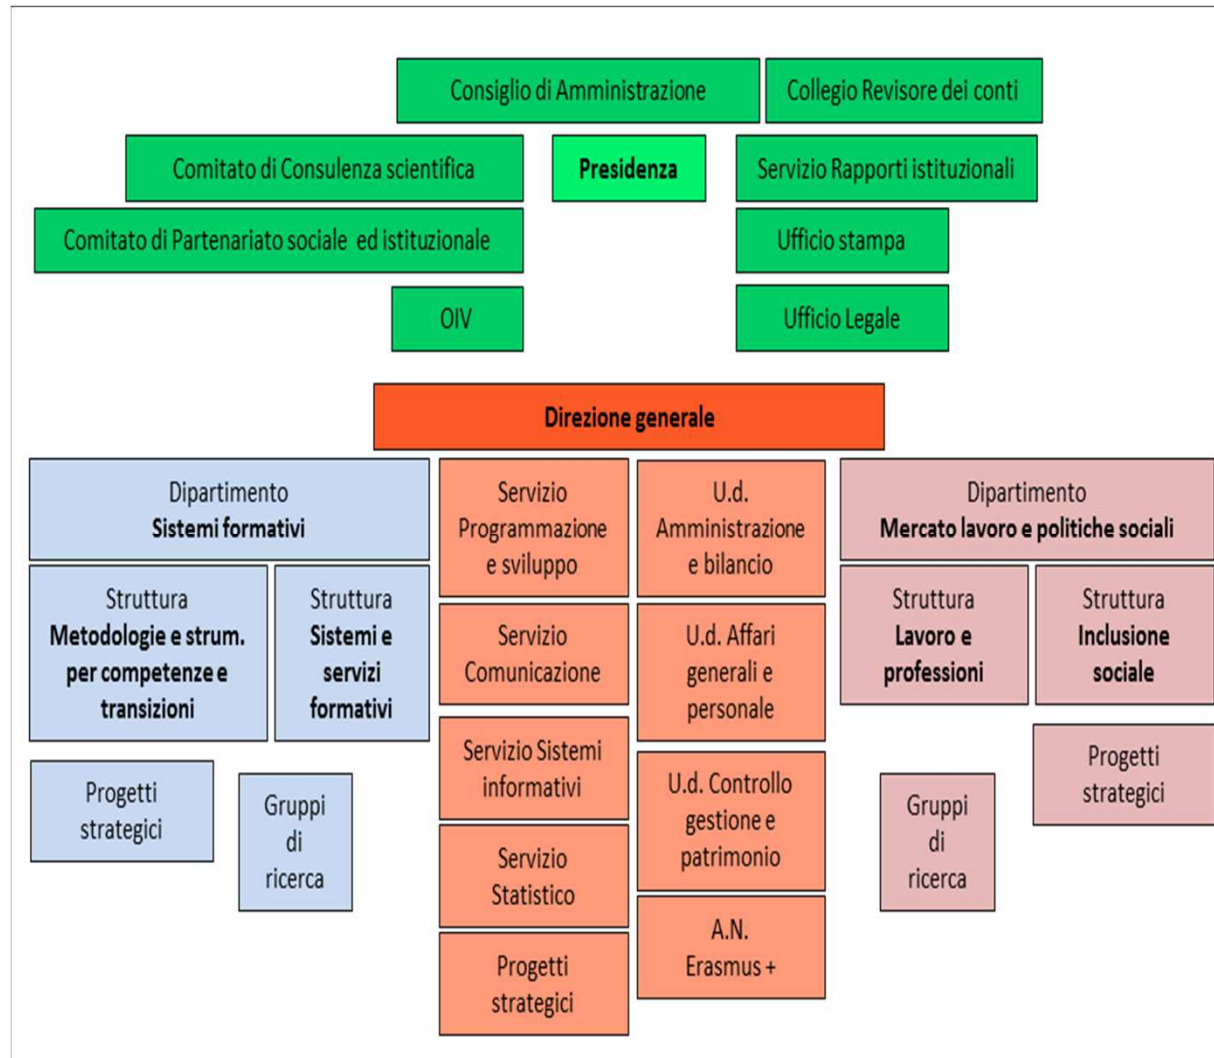 Consiglio di Amministrazione
Collegio Revisore dei conti
Comitato di Consulenza scientifica
Presidenza
Servizio Rapporti istituzionali
Comitato di Partenariato sociale ed istituzionale
Ufficio stampa
OIV
Ufficio Legale
Direzione generale
Dipartimento
Sistemi formativi
Struttura
Metodologie e strum.
per competenze e
transizioni
Struttura
Sistemi e
servizi
formativi
Progetti
strategici
Gruppi
di
ricerca
Servizio
Programmazione
e sviluppo
Servizio
Comunicazione
Servizio Sistemi
informativi
Servizio
Statistico
Progetti
strategici
U.d.
Amministrazione
e bilancio
U.d. Affari
generali e
personale
U.d. Controllo
gestione e
patrimonio
A.N.
Erasmus +
Dipartimento
Mercato lavoro e politiche sociali
Struttura
Lavoro e
professioni
Struttura
Inclusione
sociale
Gruppi
di
ricerca
Progetti
strategici